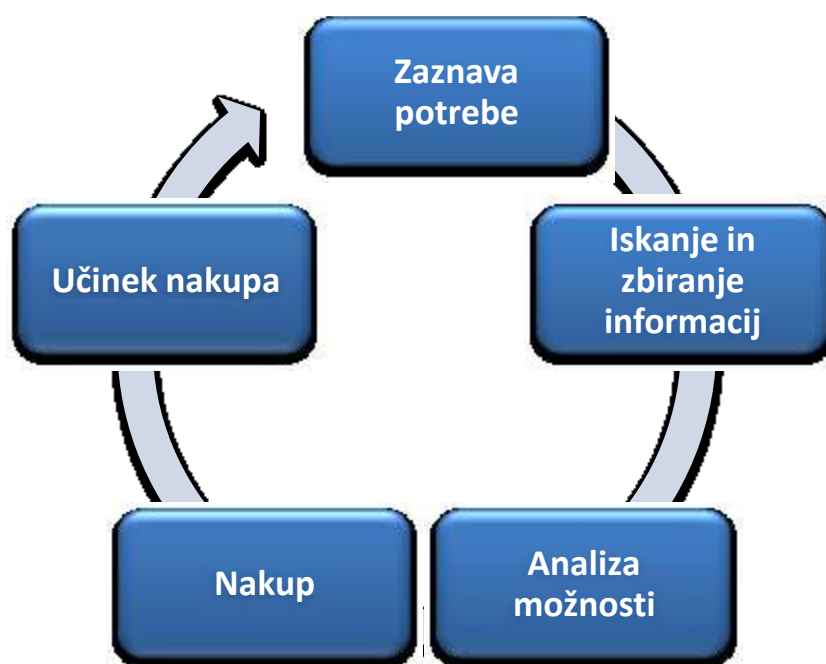 Zaznava
potrebe
Iskanje in
zbiranje
informacij
Analiza
možnosti
Nakup
Učinek nakupa